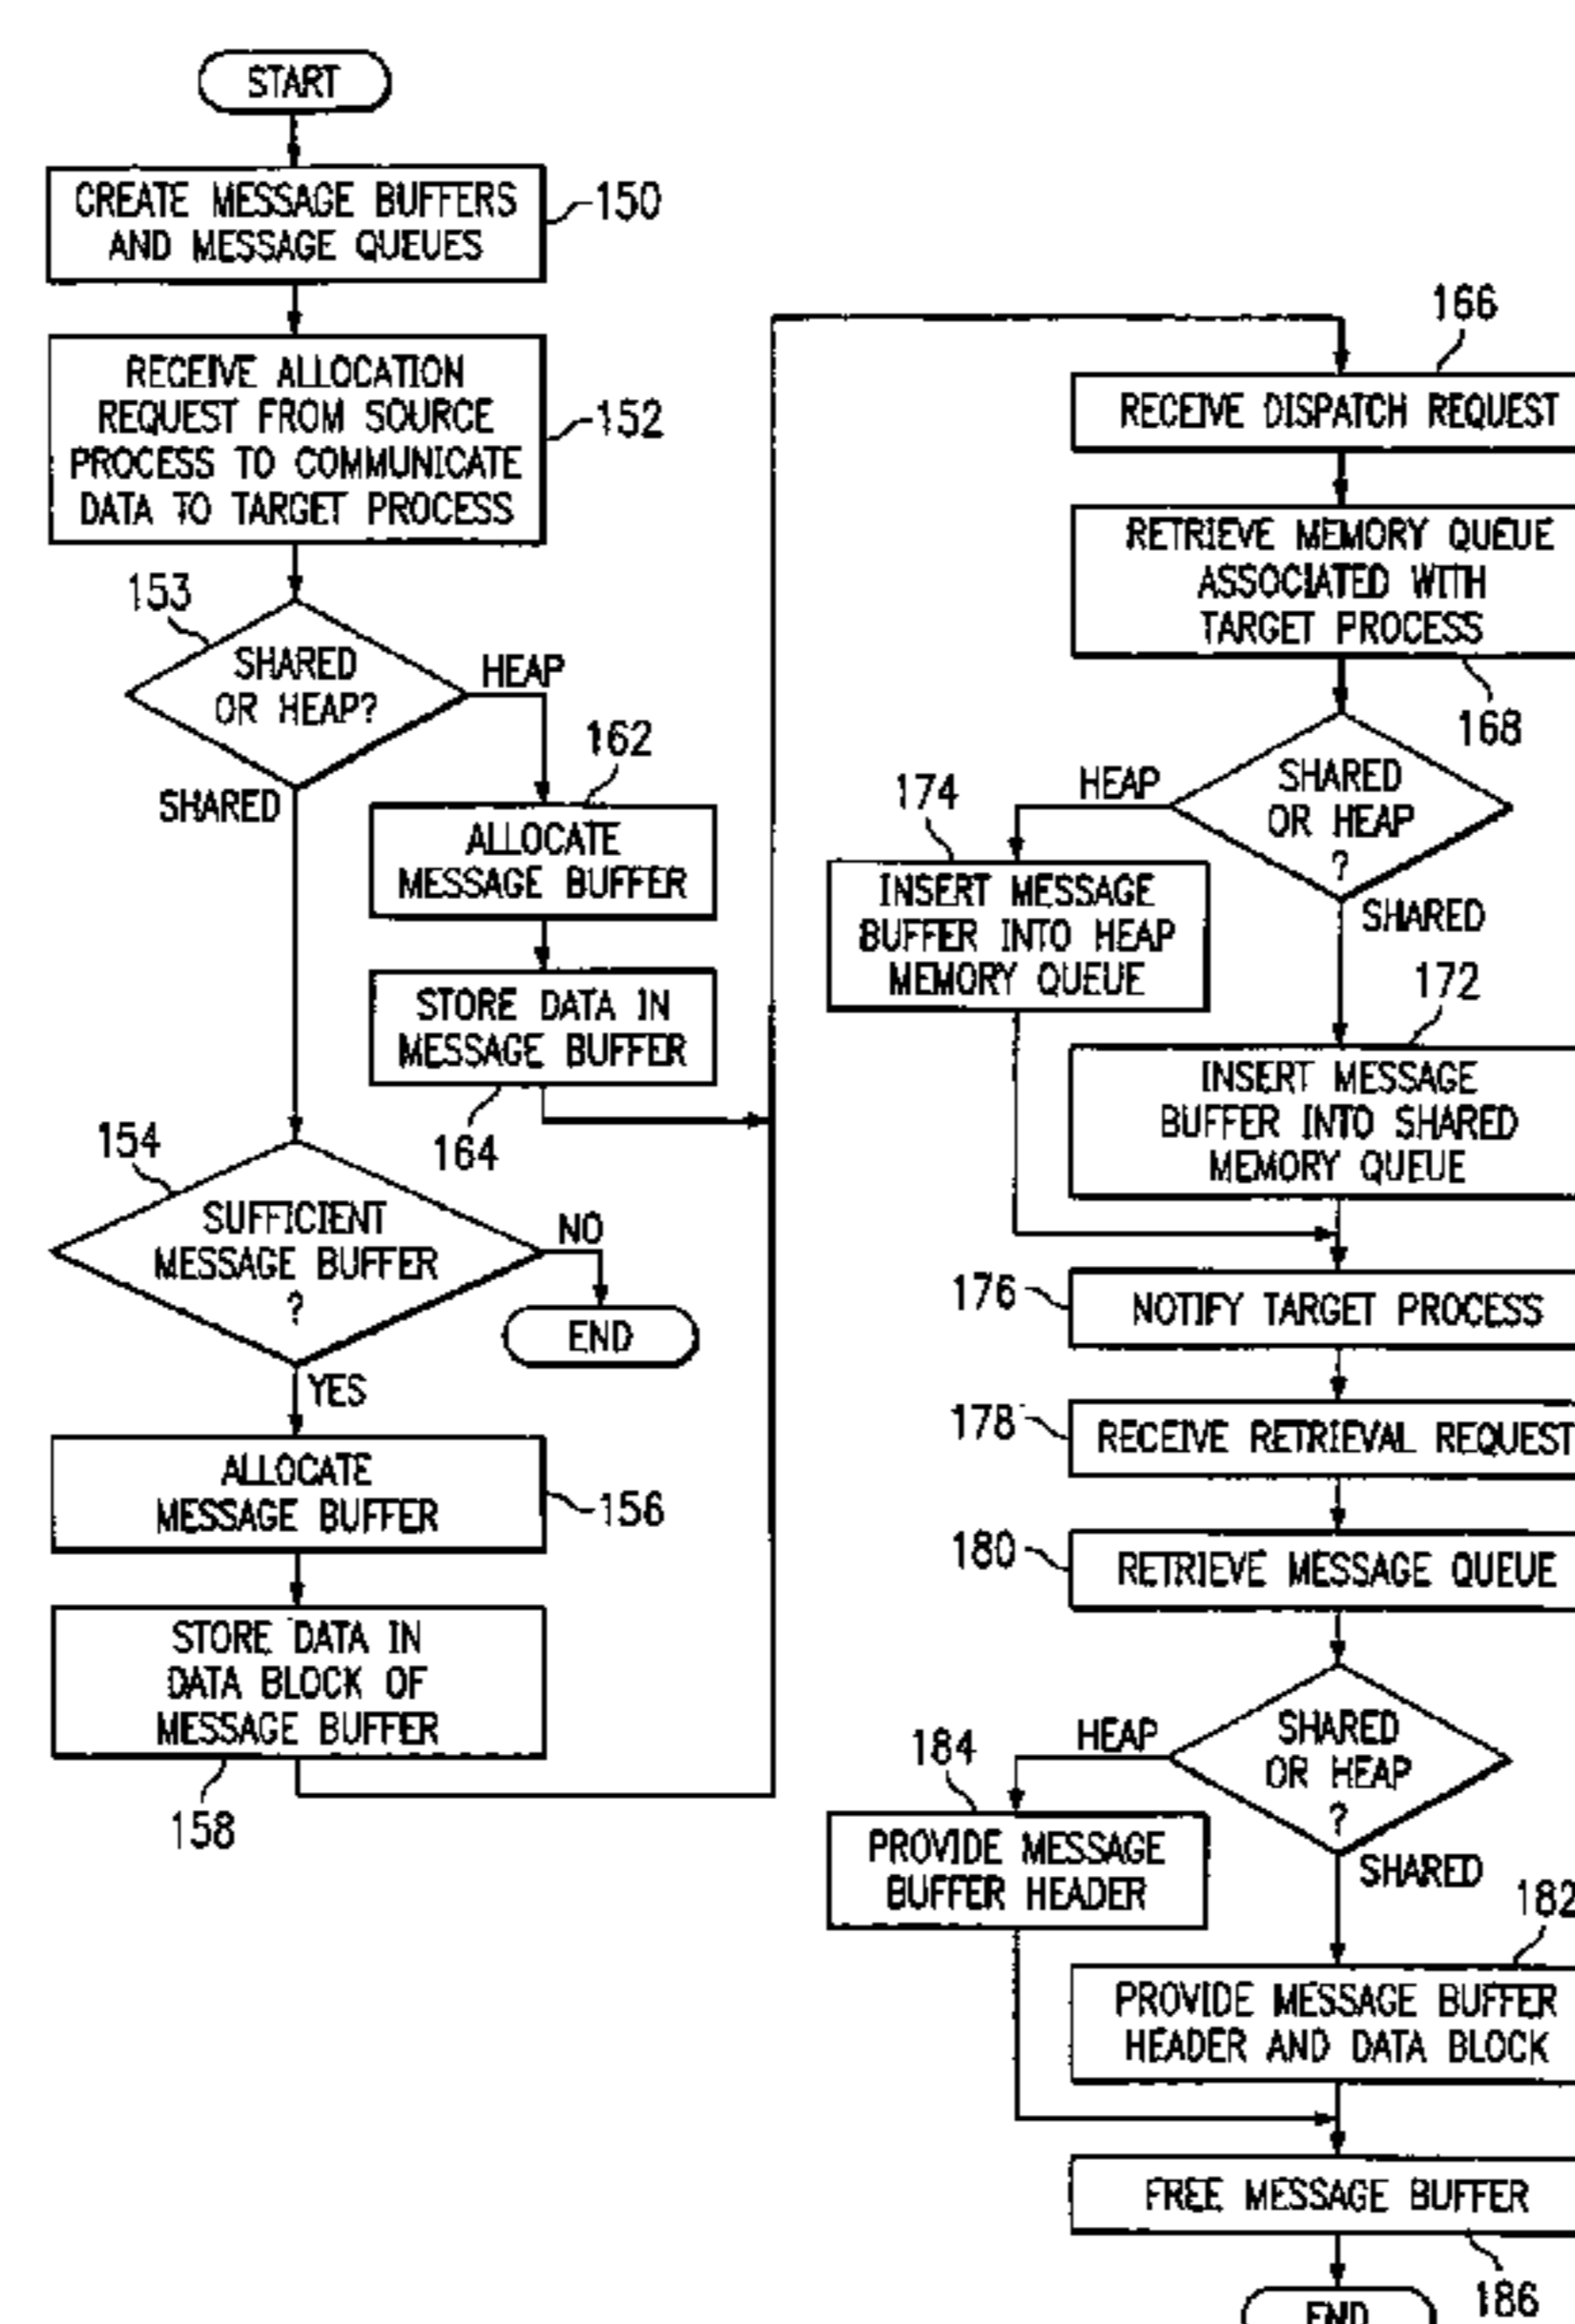 START
CREATE MESSAGE BUFFERS
AND MESSAGE QUEUES
150
RECEIVE ALLOCATION
REQUEST FROM SOURCE
PROCESS TO COMMUNICATE
DATA TO TARGET PROCESS
152
153
SHARED
OR HEAP?
HEAP
SHARED
162
ALLOCATE
MESSAGE BUFFER
STORE DATA IN
MESSAGE BUFFER
164
154
SUFFICIENT
MESSAGE BUFFER
?
NO
END
YES
ALLOCATE
MESSAGE BUFFER
156
STORE DATA IN
DATA BLOCK OF
MESSAGE BUFFER
158
166
RECEIVE DISPATCH REQUEST
RETRIEVE MEMORY QUEUE
ASSOCIATED WITH
TARGET PROCESS
168
SHARED
OR HEAP
?
HEAP
SHARED
174
INSERT MESSAGE
BUFFER INTO HEAP
MEMORY QUEUE
172
INSERT MESSAGE
BUFFER INTO SHARED
MEMORY QUEUE
176
NOTIFY TARGET PROCESS
178
RECEIVE RETRIEVAL REQUEST
180
RETRIEVE MESSAGE QUEUE
SHARED
OR HEAP
?
HEAP
SHARED
184
PROVIDE MESSAGE
BUFFER HEADER
182
PROVIDE MESSAGE BUFFER
HEADER AND DATA BLOCK
FREE MESSAGE BUFFER
186
END